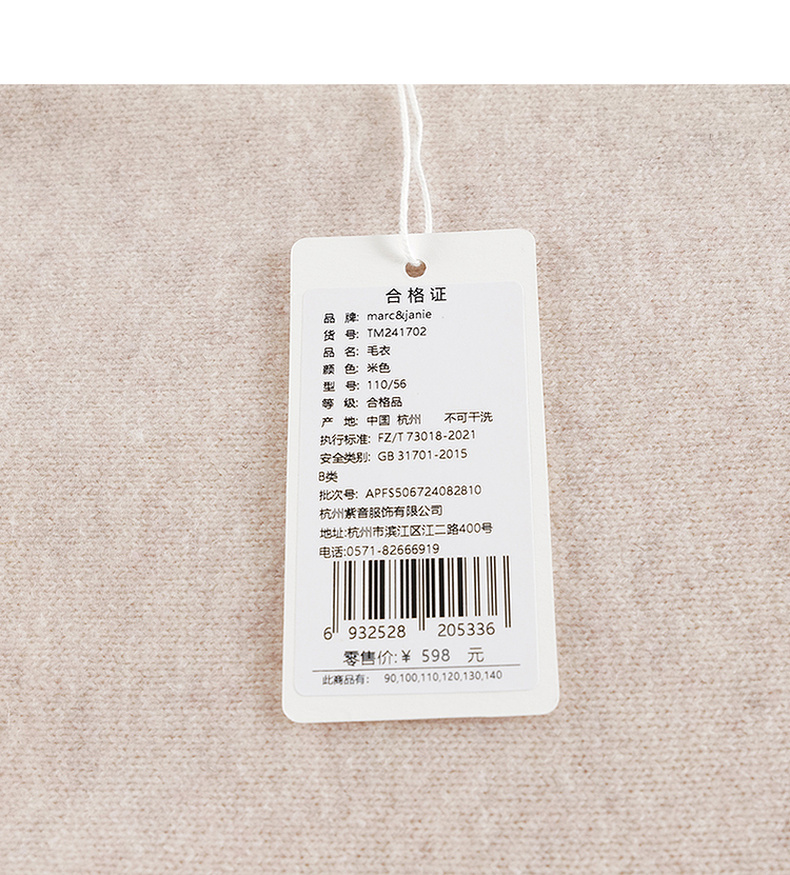 合格证
品 牌: marc&janie
货 号: TM241702
品 名: 毛衣
颜 色: 米色
型 号: 110/56
等 级: 合格品
产 地: 中国 杭州 不可干洗
执行标准: FZ/T 73018-2021
安全类别: GB 31701-2015
B类
批次号: APFS506724082810
杭州紫音服饰有限公司
地址:杭州市滨江区江二路400号
电话:0571-82666919
6 932528 205336
零售价:¥ 598 元
此商品有: 90,100,110,120,130,140